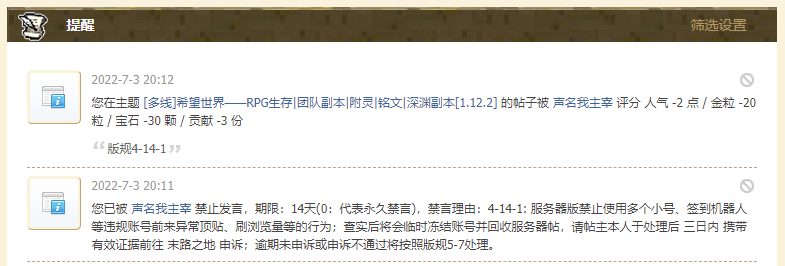 提醒
筛选设置
2022-7-3 20:12
您在主题 [多线]希望世界——RPG生存|团队副本|附灵|铭文|深渊副本[1.12.2] 的帖子被 声名我主宰 评分 人气 -2 点 / 金粒 -20
粒 / 宝石 -30 颗 / 贡献 -3 份
“ 版规4-14-1 ”
2022-7-3 20:11
您已被 声名我主宰 禁止发言，期限：14天(0：代表永久禁言)，禁言理由：4-14-1: 服务器版禁止使用多个小号、签到机器人
等违规账号前来异常顶贴、刷浏览量等的行为；查实后将会临时冻结账号并回收服务器帖，请帖主本人于处理后 三日内 携带
有效证据前往 末路之地 申诉；逾期未申诉或申诉不通过将按照版规5-7处理。